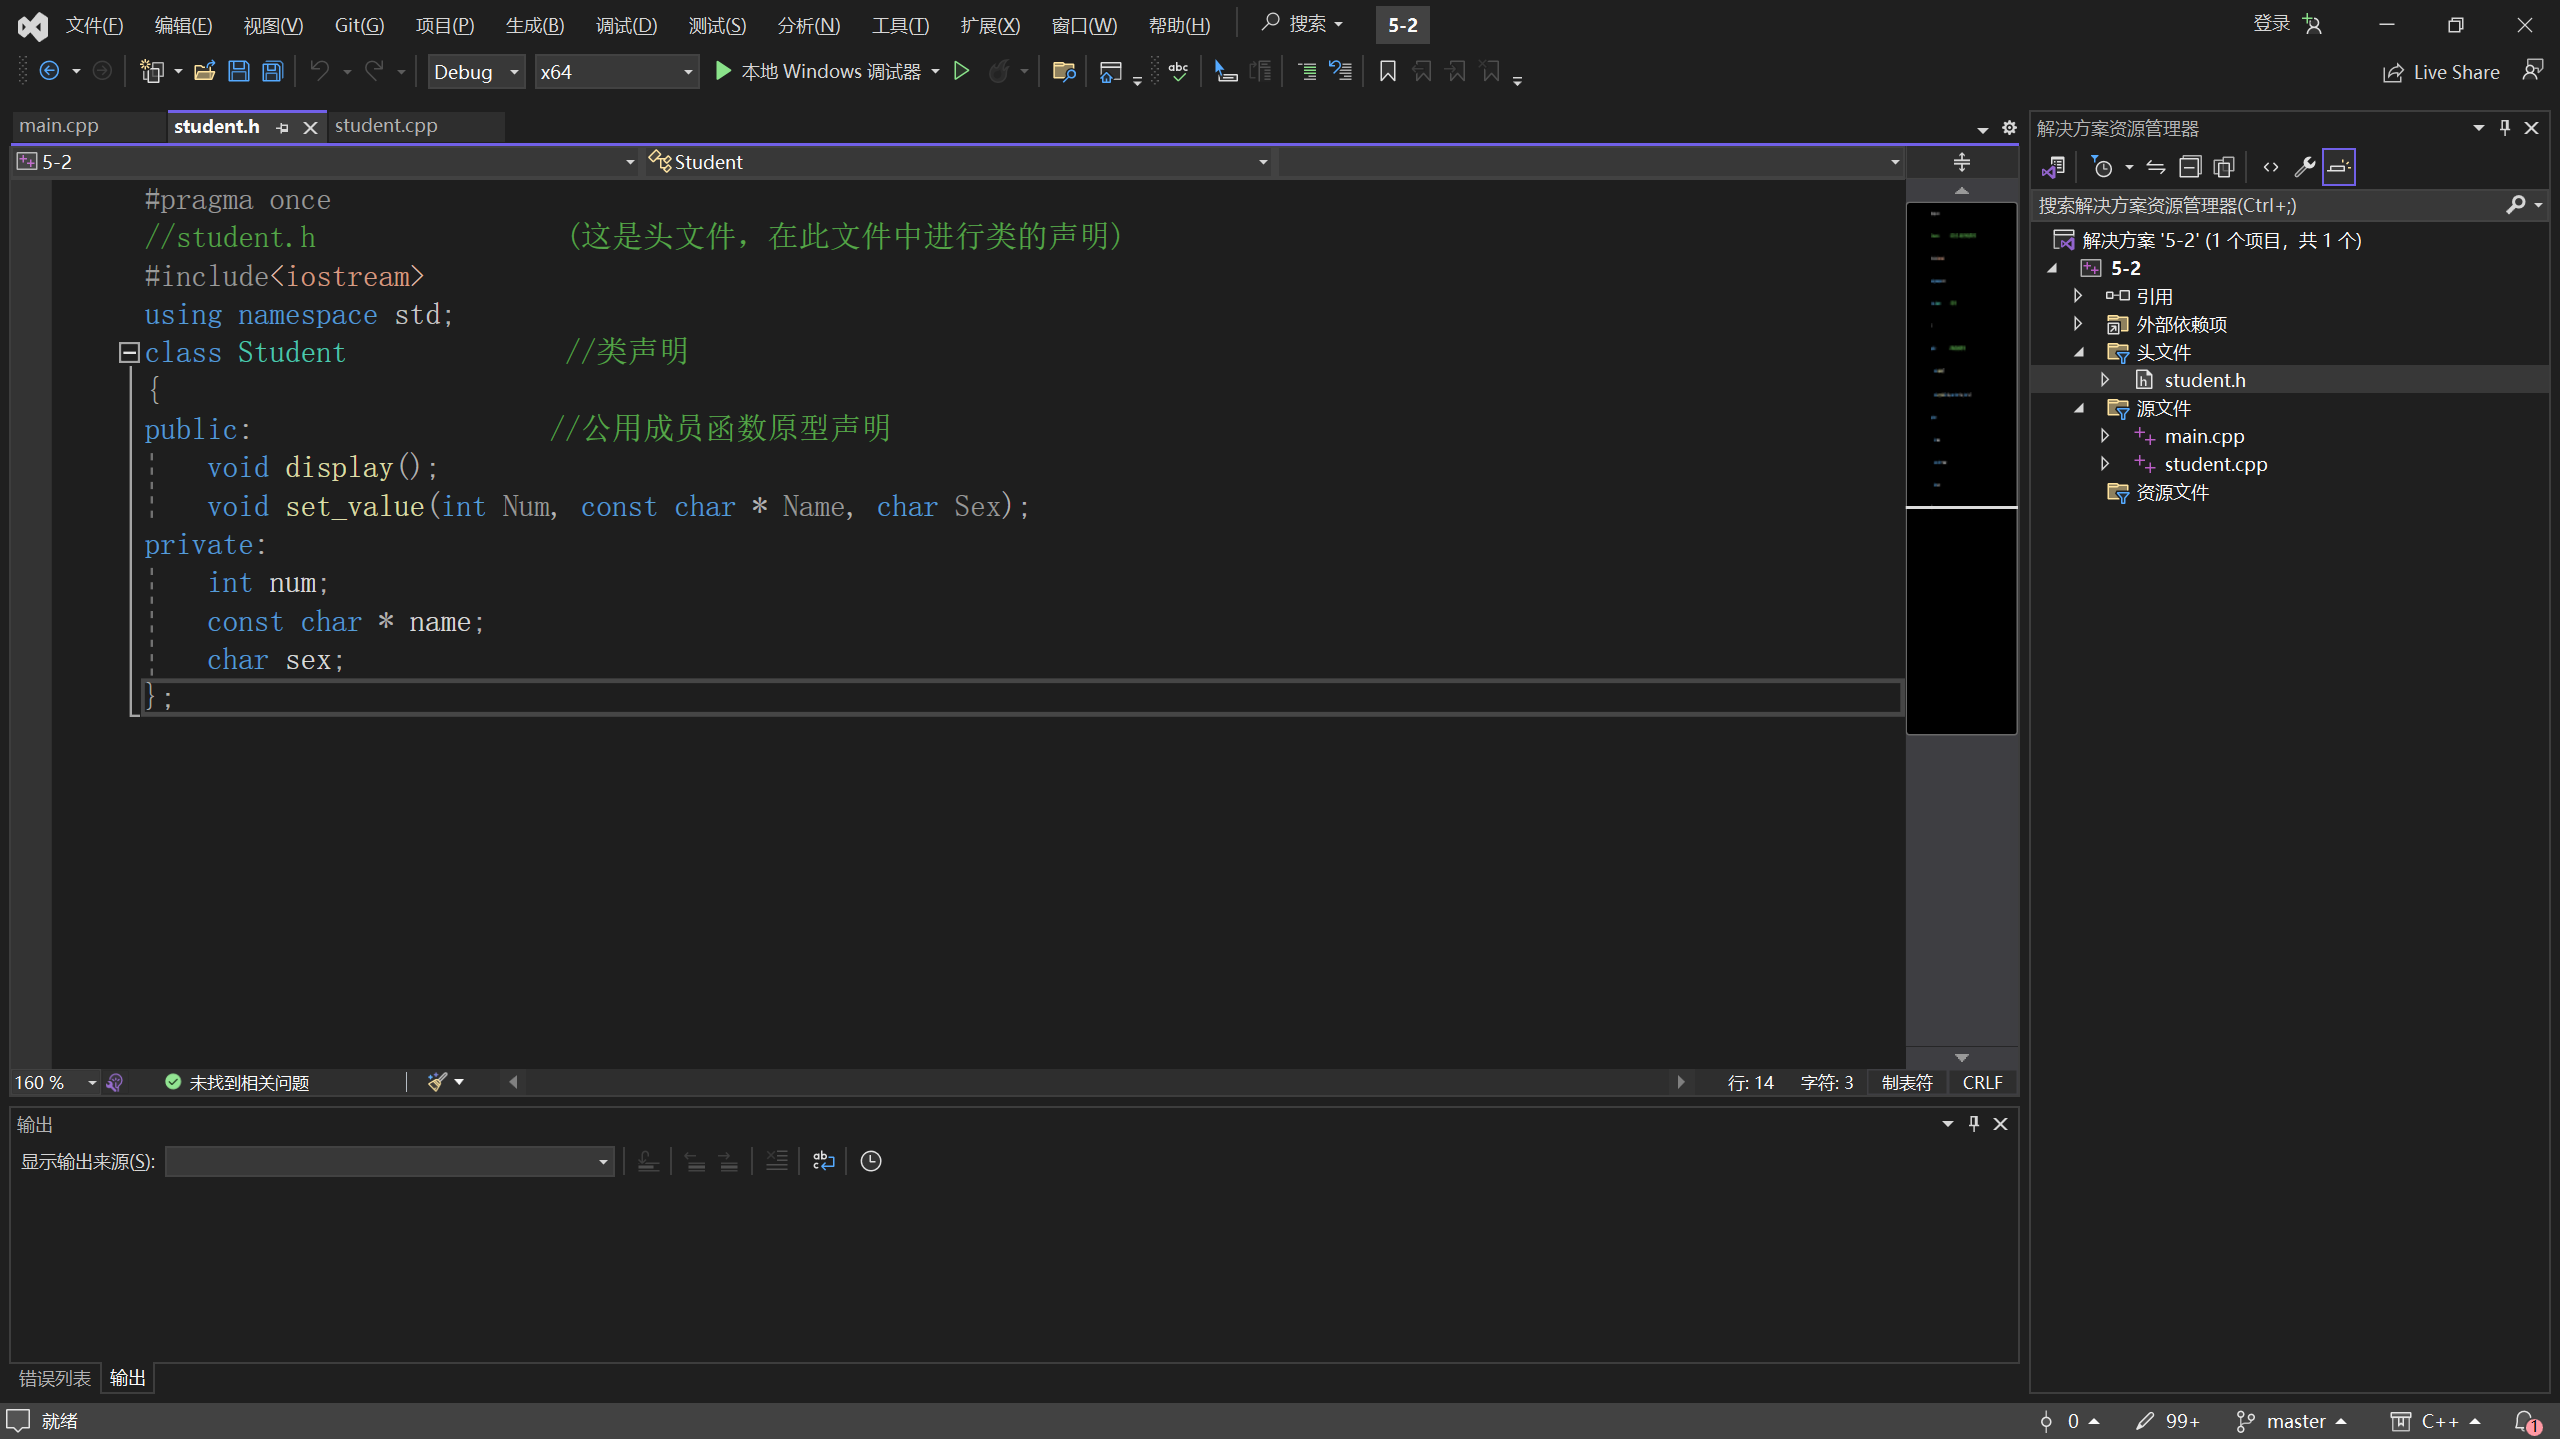 文件(F) 编辑(E) 视图(V) Git(G) 项目(P) 生成(B) 调试(D) 测试(S) 分析(N) 工具(T) 扩展(X) 窗口(W) 帮助(H) 搜索 5-2 登录
Debug x64 本地 Windows 调试器 abc Live Share
main.cpp student.h student.cpp
5-2 Student
#pragma once
//student.h (这是头文件，在此文件中进行类的声明)
#include<iostream>
using namespace std;
class Student //类声明
{
public: //公用成员函数原型声明
void display();
void set_value(int Num, const char * Name, char Sex);
private:
int num;
const char * name;
char sex;
};
160 % 未找到相关问题 行: 14 字符: 3 制表符 CRLF
输出
显示输出来源(S):
错误列表 输出
解决方案资源管理器
搜索解决方案资源管理器(Ctrl+;)
解决方案 '5-2' (1 个项目，共 1 个)
5-2
引用
外部依赖项
头文件
student.h
源文件
main.cpp
student.cpp
资源文件
就绪 0 99+ master C++ 1